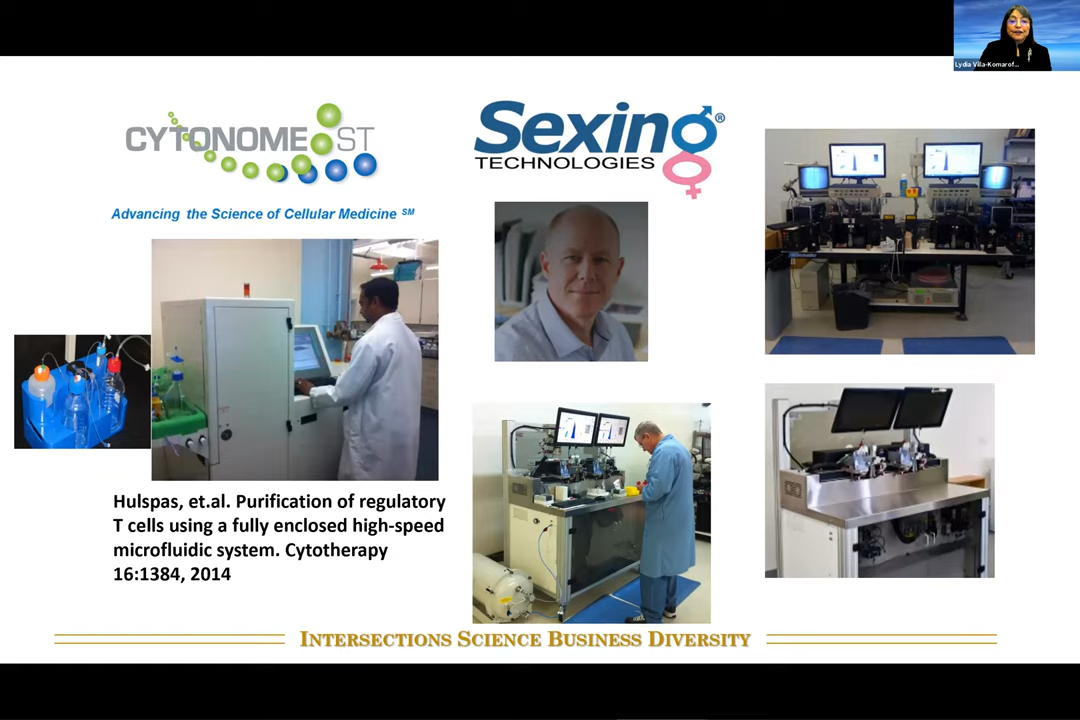 Lydia Villa-Komarof...
CYTONOME ST
Advancing the Science of Cellular Medicine SM
Sexing®
TECHNOLOGIES
Hulspas, et.al. Purification of regulatory
T cells using a fully enclosed high-speed
microfluidic system. Cytotherapy
16:1384, 2014
INTERSECTIONS SCIENCE BUSINESS DIVERSITY